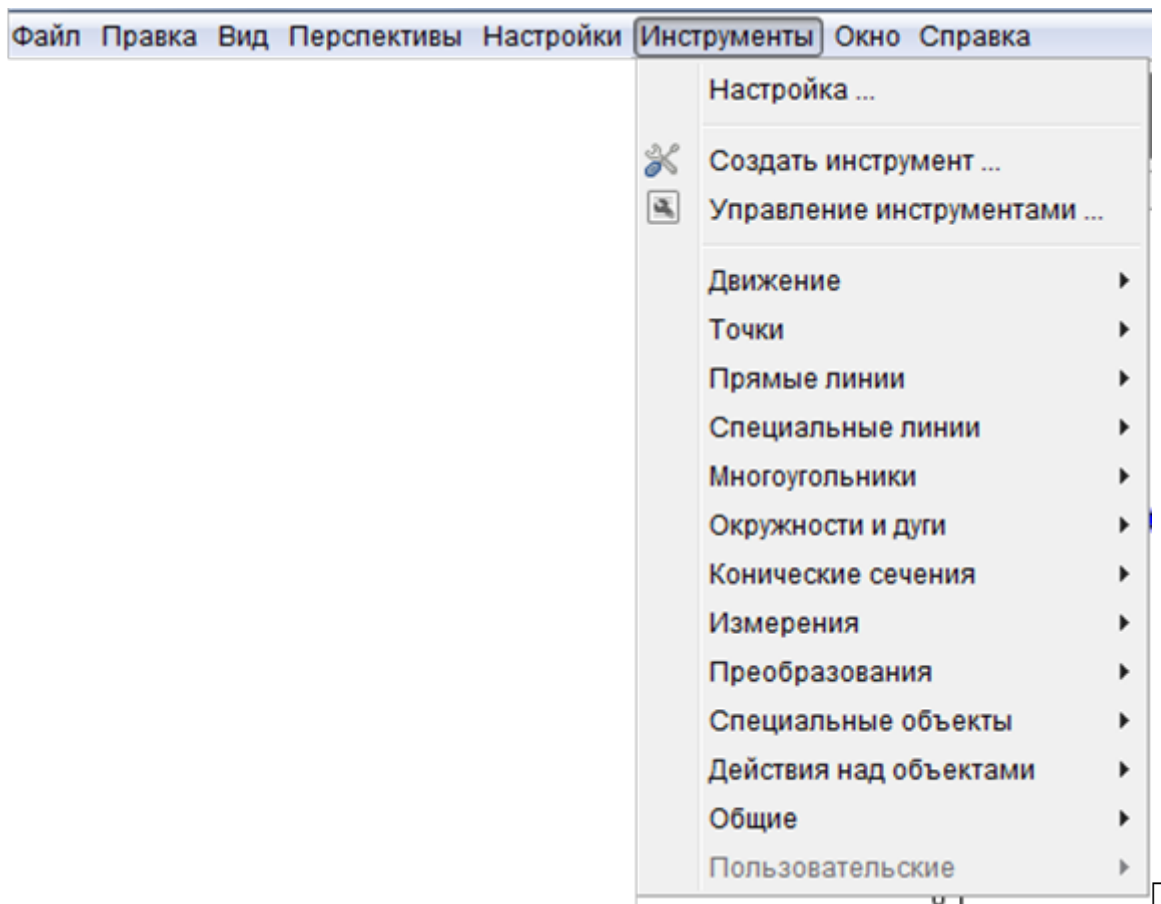 Файл Правка Вид Перспективы Настройки Инструменты Окно Справка
Настройка ...
Создать инструмент ...
Управление инструментами ...
Движение
Точки
Прямые линии
Специальные линии
Многоугольники
Окружности и дуги
Конические сечения
Измерения
Преобразования
Специальные объекты
Действия над объектами
Общие
Пользовательские